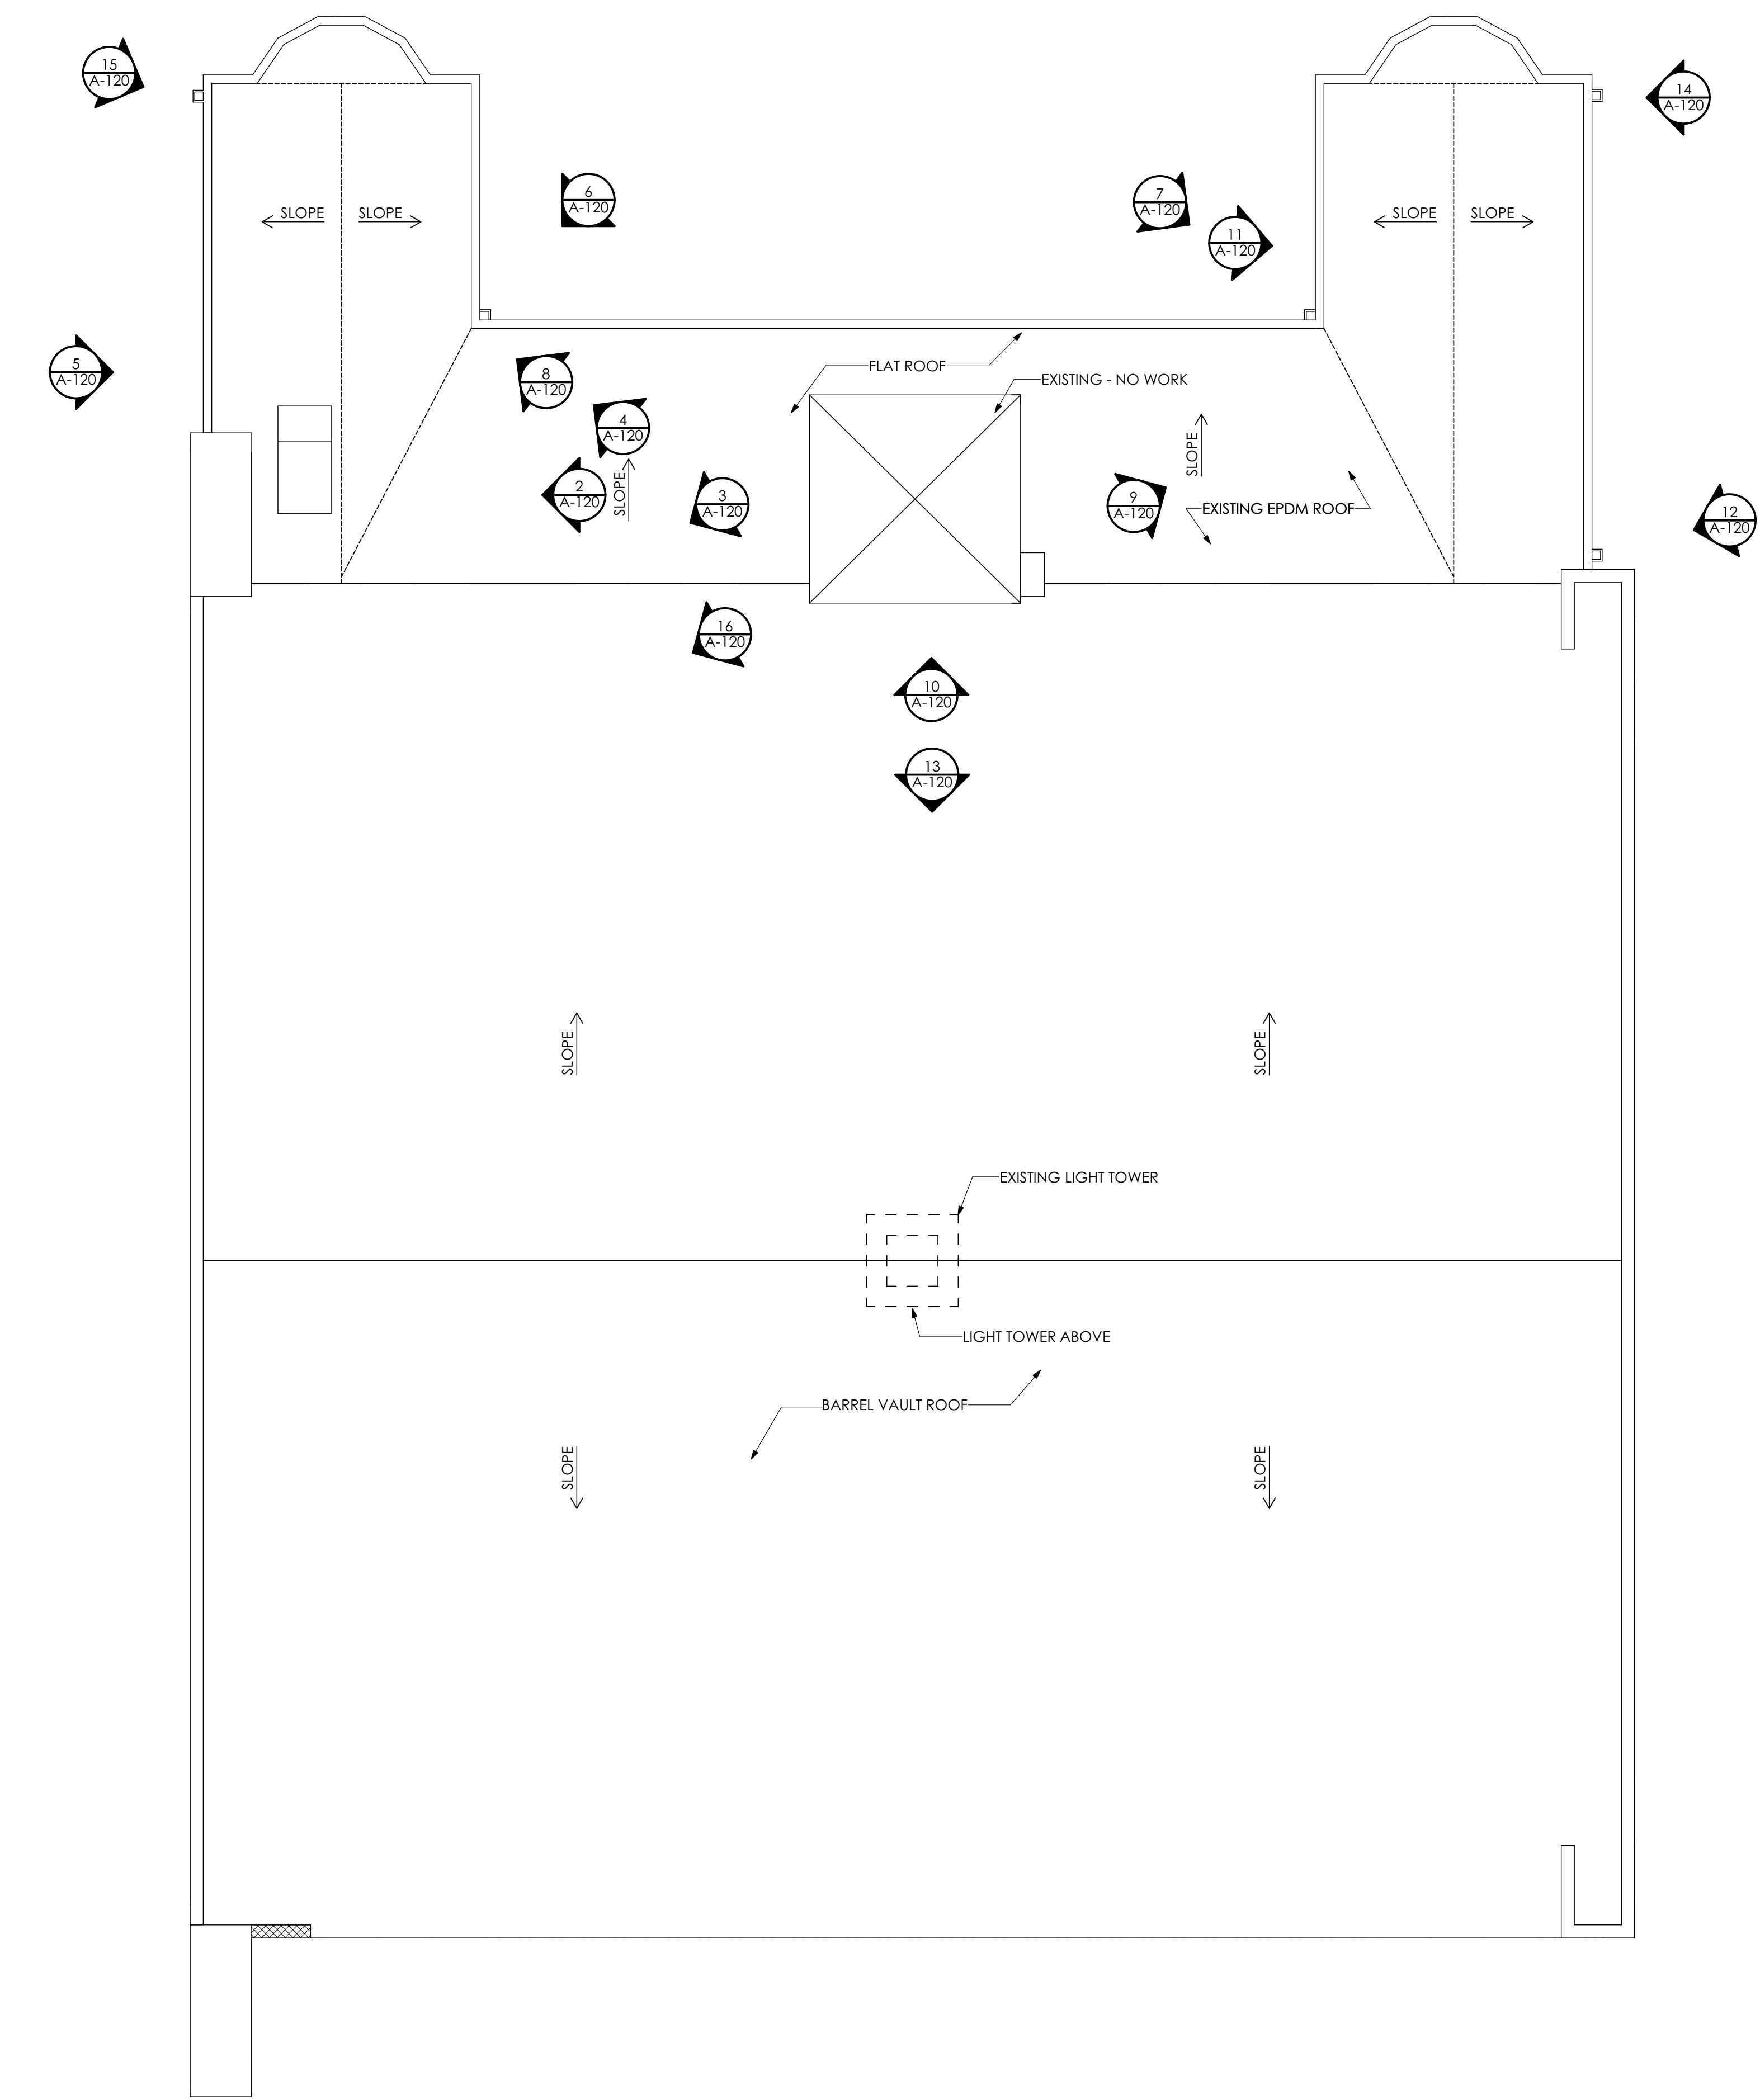 15
A-120
14
A-120
6
A-120
7
A-120
11
A-120
SLOPE
SLOPE
SLOPE
SLOPE
5
A-120
8
A-120
FLAT ROOF
EXISTING - NO WORK
4
A-120
SLOPE
2
A-120
SLOPE
3
A-120
9
A-120
EXISTING EPDM ROOF
12
A-120
16
A-120
10
A-120
13
A-120
SLOPE
SLOPE
EXISTING LIGHT TOWER
LIGHT TOWER ABOVE
BARREL VAULT ROOF
SLOPE
SLOPE